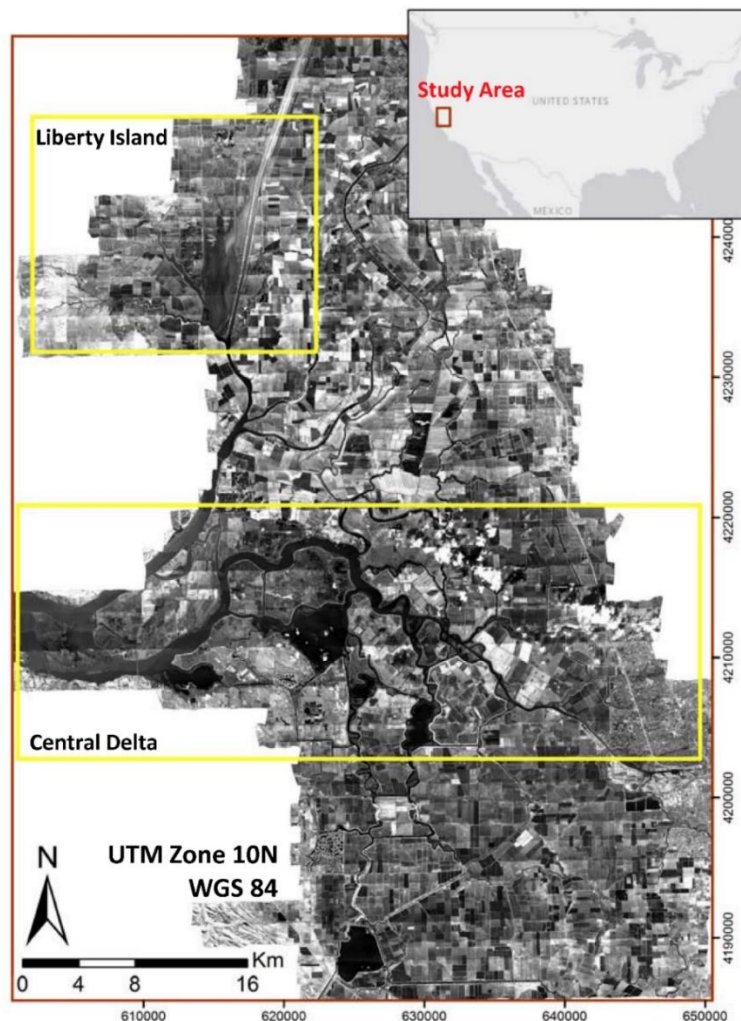 Study Area
UNITED STATES
MÉXICO
Liberty Island
4240000
4230000
4220000
4210000
Central Delta
4200000
UTM Zone 10N
WGS 84
N
4190000
Km
0 4 8 16
610000 620000 630000 640000 650000